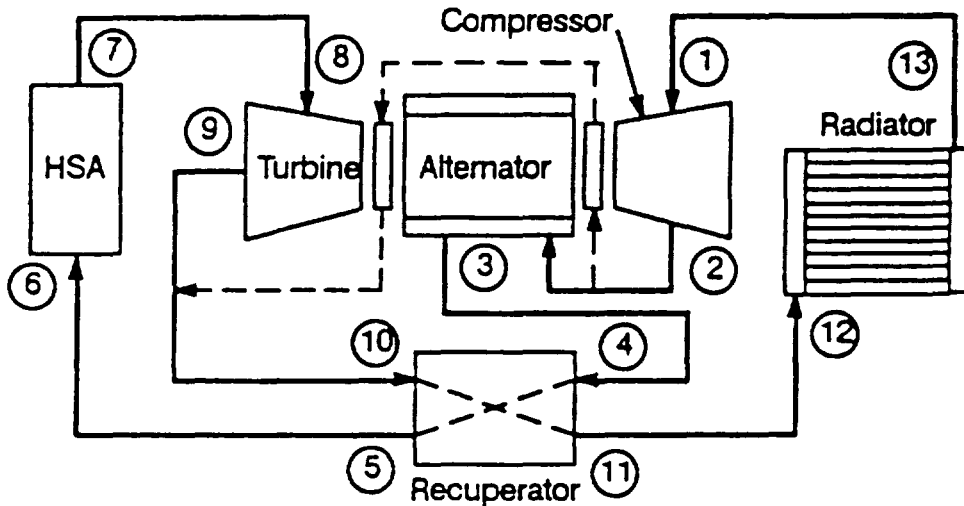 Compressor
7
8
1
13
9
Radiator
HSA
Turbine
Alternator
3
2
6
10
4
12
5
11
Recuperator